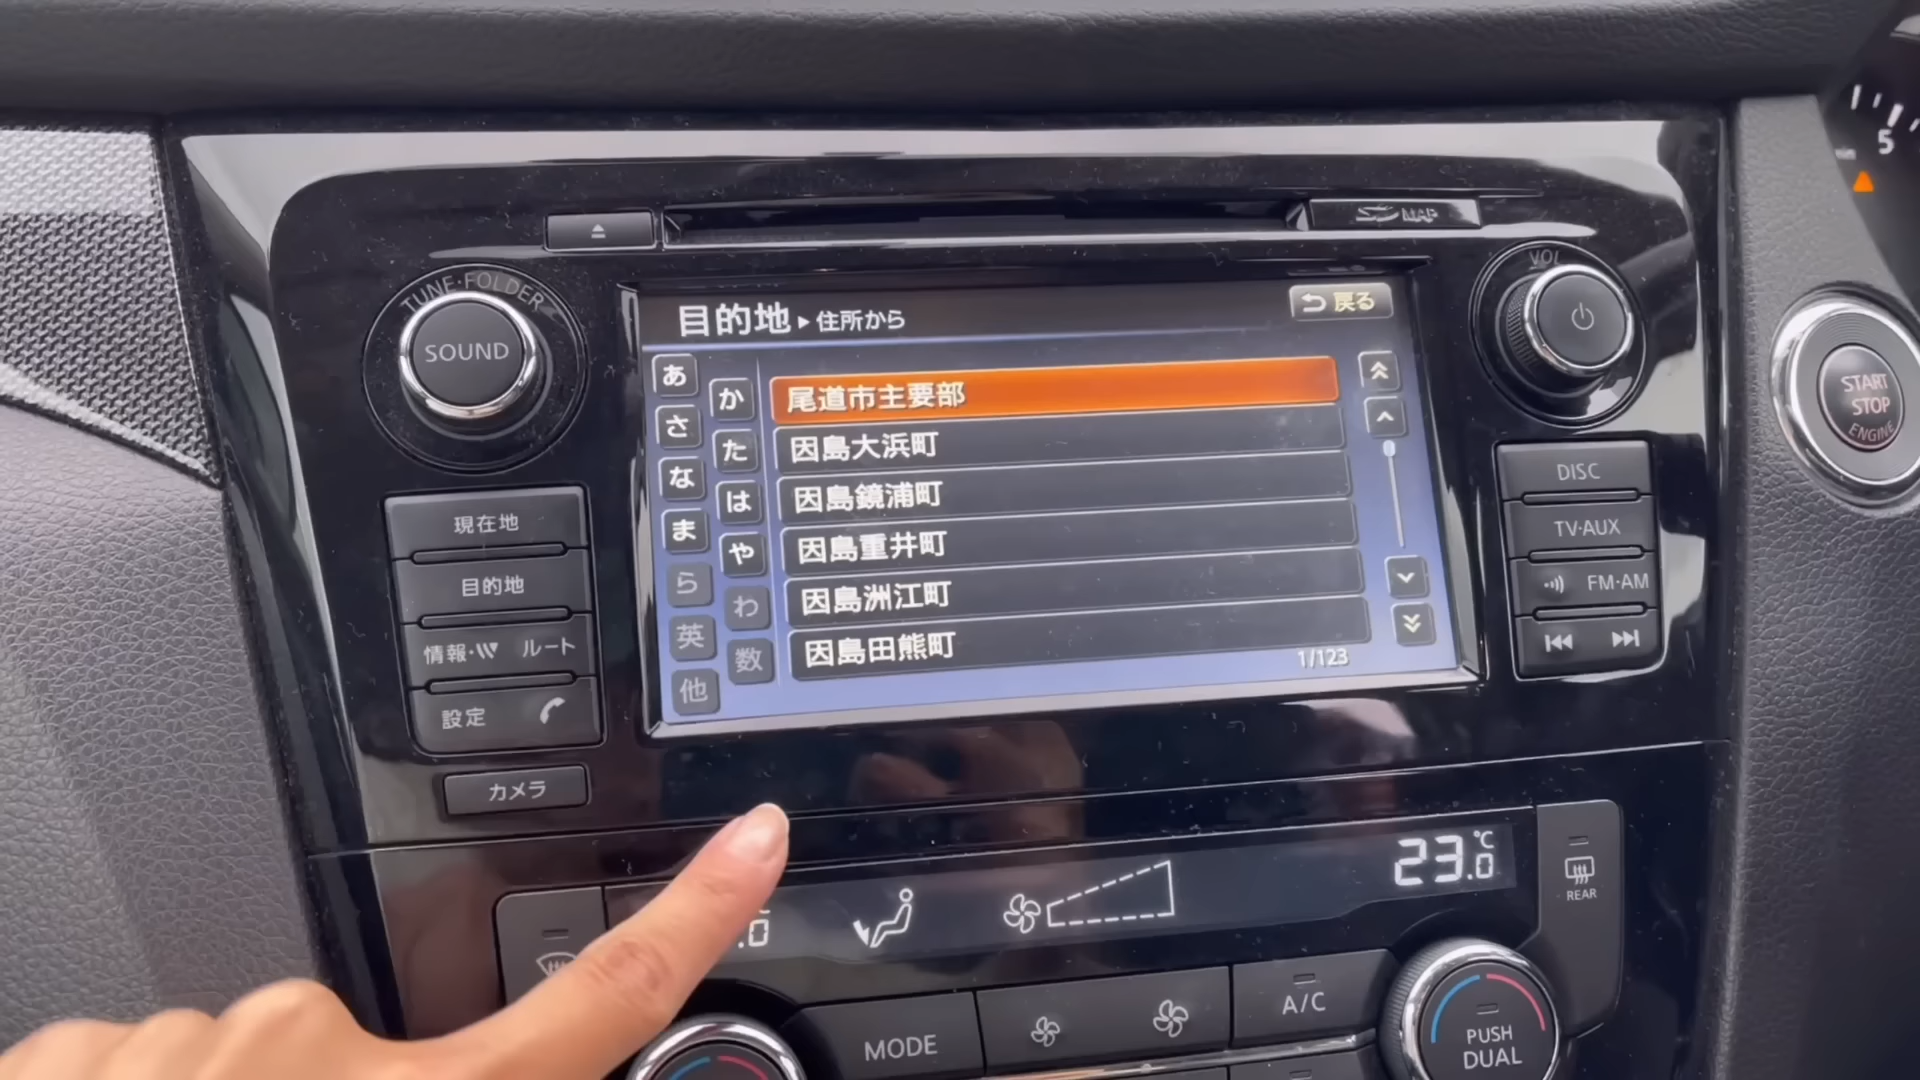 SD MAP
5
TUNE·FOLDER
VOL
SOUND
目的地 ▸ 住所から
戻る
あ
か
さ
た
な
は
ま
や
ら
わ
英
数
他
尾道市主要部
因島大浜町
因島鏡浦町
因島重井町
因島洲江町
因島田熊町
1/123
START
STOP
ENGINE
現在地
目的地
情報・VV ルート
設定
カメラ
DISC
TV·AUX
FM·AM
.0
23.0℃
REAR
MODE
A/C
PUSH
DUAL